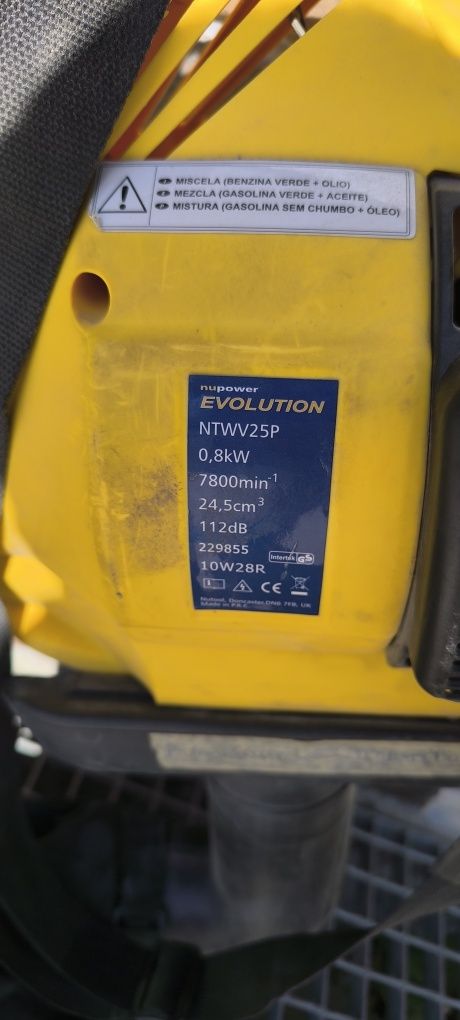 MISCELA (BENZINA VERDE + OLIO)
MEZCLA (GASOLINA VERDE + ACEITE)
MISTURA (GASOLINA SEM CHUMBO + ÓLEO)
nupower
EVOLUTION
NTWV25P
0,8kW
7800min⁻¹
24,5cm³
112dB
229855
Intertek GS
10W28R
CE
Nutool, Doncaster,DN6 7FB, UK
Made in P.R.C.